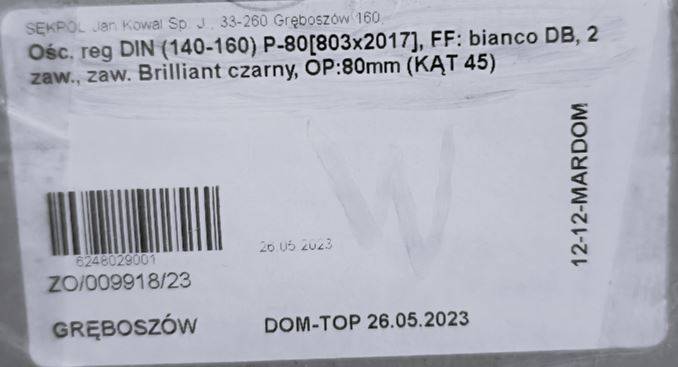 SĘKPOL Jan Kowal Sp. J., 33-260 Gręboszów 160,
Ośc. reg DIN (140-160) P-80[803x2017], FF: bianco DB, 2
zaw., zaw. Brilliant czarny, OP:80mm (KĄT 45)
12-12-MARDOM
W
26.05.2023
6248029001
ZO/009918/23
GRĘBOSZÓW
DOM-TOP 26.05.2023